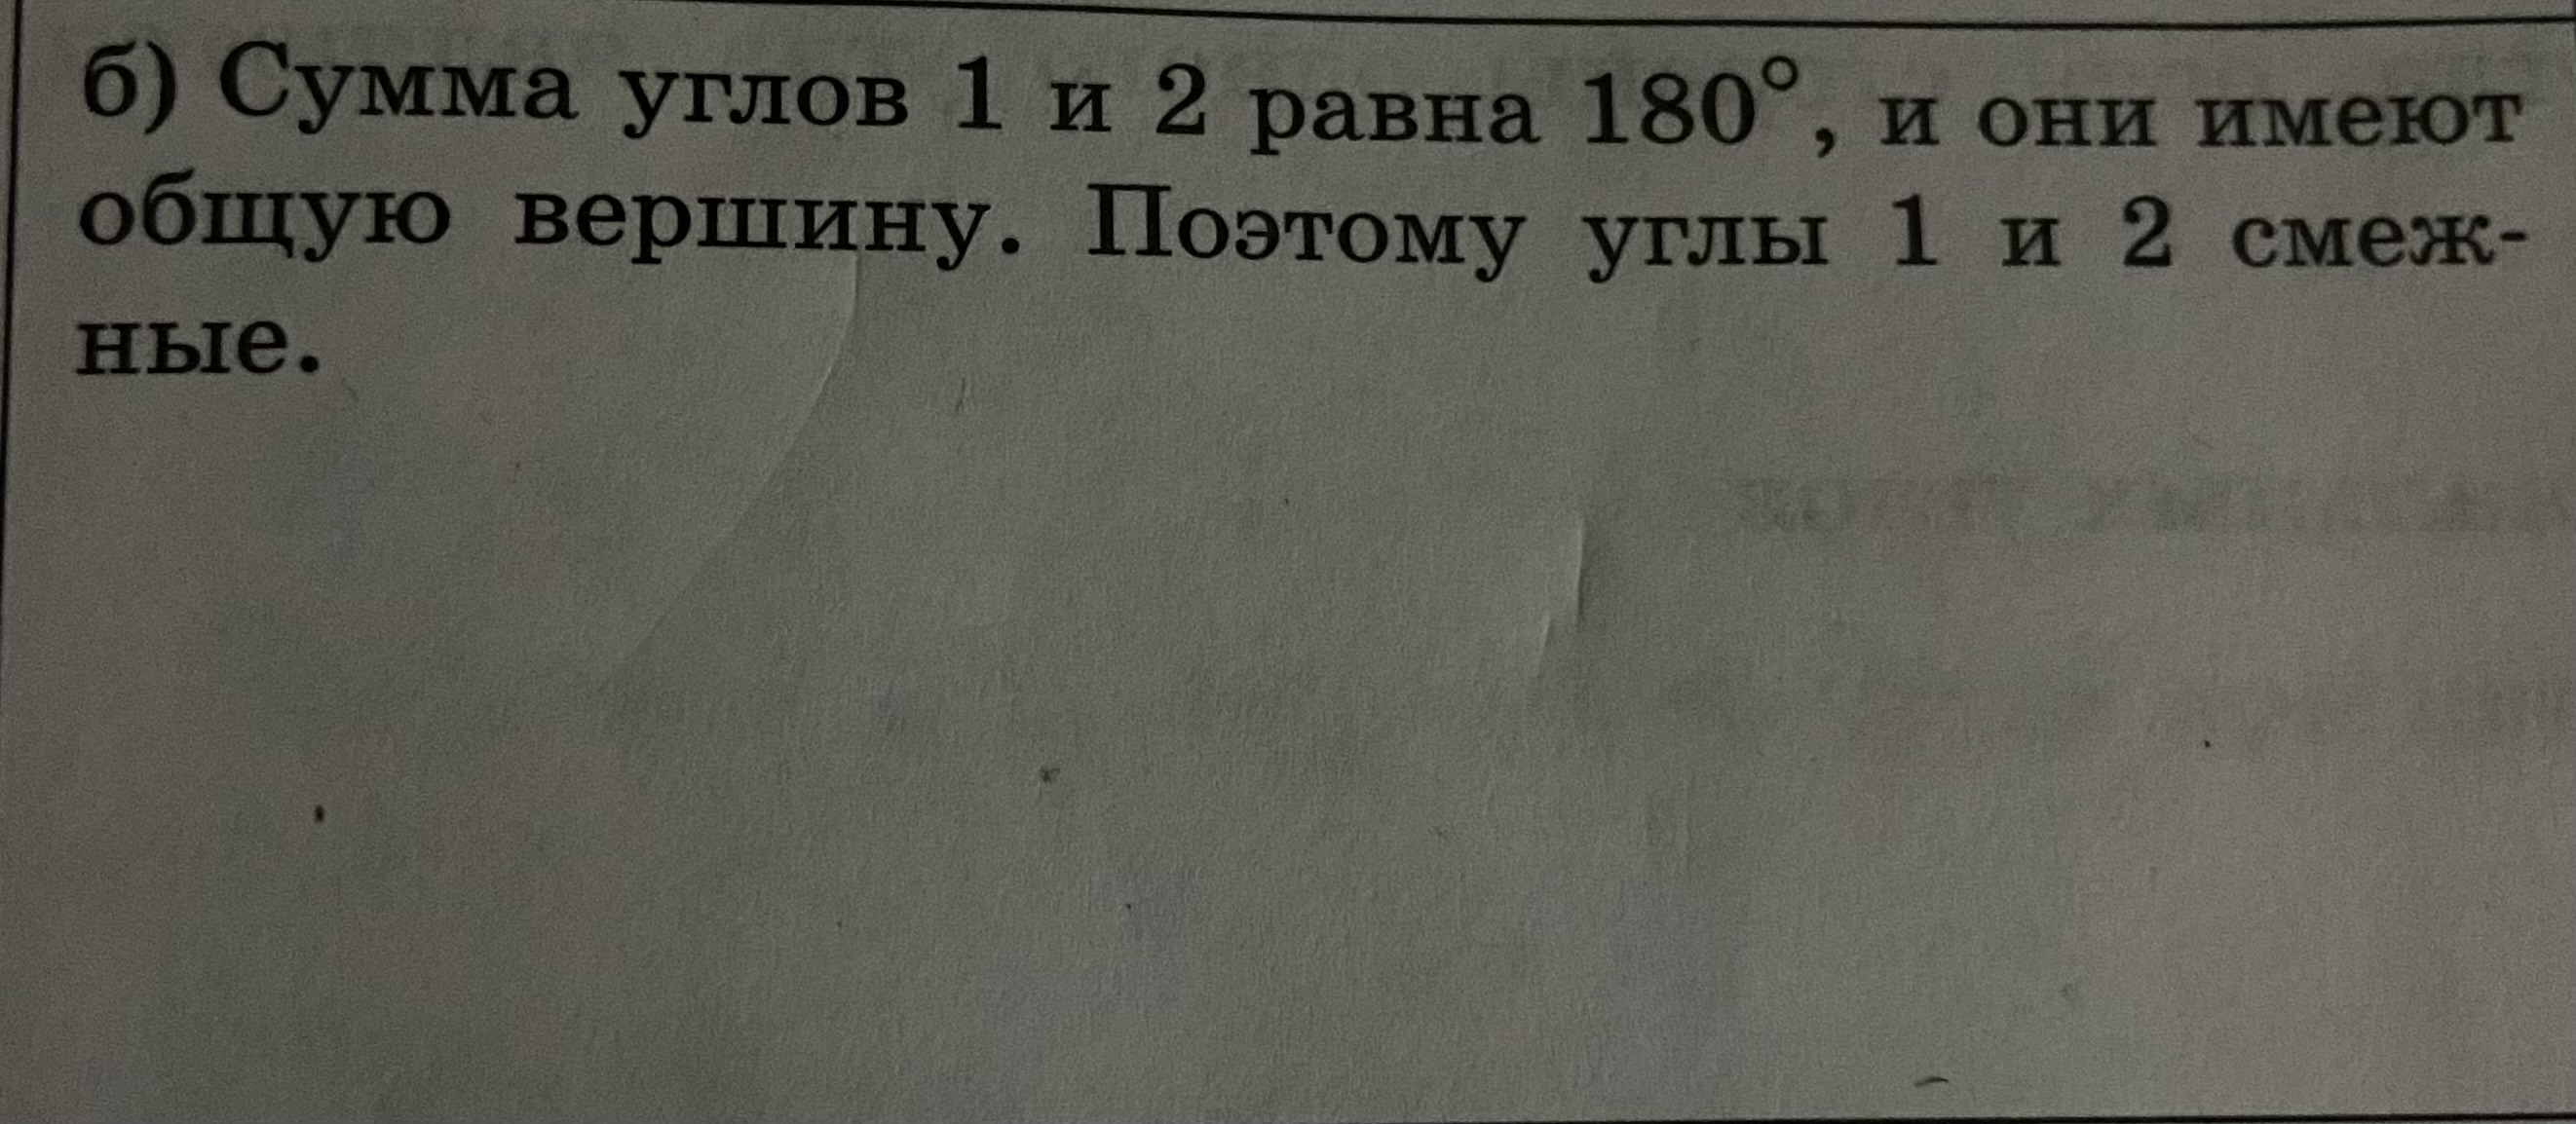 б) Сумма углов 1 и 2 равна 180°, и они имеют
общую вершину. Поэтому углы 1 и 2 смеж-
ные.